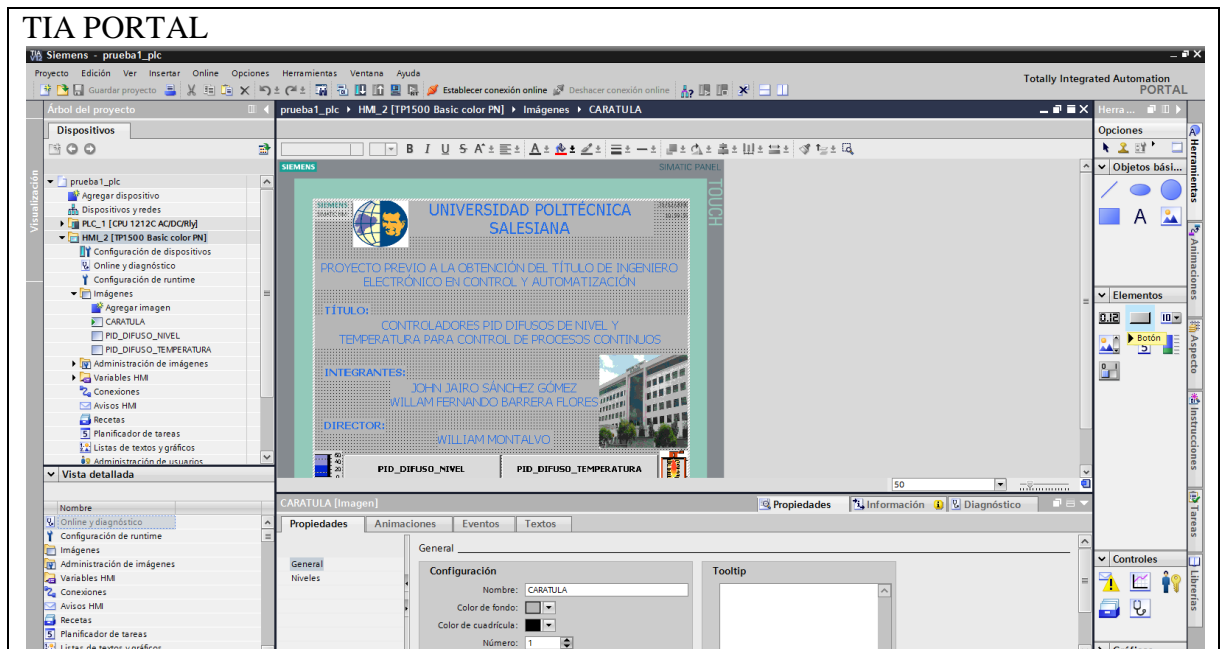 TIA PORTAL
Siemens - prueba1_plc
Proyecto Edición Ver Insertar Online Opciones Herramientas Ventana Ayuda
Totally Integrated Automation
PORTAL
Guardar proyecto
Establecer conexión online
Deshacer conexión online
Árbol del proyecto
prueba1_plc HMI_2 [TP1500 Basic color PN] Imágenes CARATULA
Herra...
Dispositivos
Opciones
B I U S A
SIEMENS
SIMATIC PANEL
TOUCH
Visualización
prueba1_plc
Agregar dispositivo
Dispositivos y redes
PLC_1 [CPU 1212C AC/DC/Rly]
HMI_2 [TP1500 Basic color PN]
Configuración de dispositivos
Online y diagnóstico
Configuración de runtime
Imágenes
Agregar imagen
CARATULA
PID_DIFUSO_NIVEL
PID_DIFUSO_TEMPERATURA
Administración de imágenes
Variables HMI
Conexiones
Avisos HMI
Recetas
Planificador de tareas
Listas de textos y gráficos
Administración de usuarios
UNIVERSIDAD POLITÉCNICA
SALESIANA
PROYECTO PREVIO A LA OBTENCIÓN DEL TÍTULO DE INGENIERO
ELECTRÓNICO EN CONTROL Y AUTOMATIZACIÓN
TÍTULO:
CONTROLADORES PID DIFUSOS DE NIVEL Y
TEMPERATURA PARA CONTROL DE PROCESOS CONTINUOS
INTEGRANTES:
JOHN JAIRO SÁNCHEZ GÓMEZ
WILLAM FERNANDO BARRERA FLORES
DIRECTOR:
WILLIAM MONTALVO
PID_DIFUSO_NIVEL
PID_DIFUSO_TEMPERATURA
50
Objetos bási...
A
Elementos
Botón
Controles
Herramientas
Animaciones
Aspecto
Instrucciones
Tareas
Librerías
Vista detallada
Nombre
Online y diagnóstico
Configuración de runtime
Imágenes
Administración de imágenes
Variables HMI
Conexiones
Avisos HMI
Recetas
Planificador de tareas
Listas de textos y gráficos
CARATULA [Imagen]
Propiedades Información Diagnóstico
Propiedades Animaciones Eventos Textos
General
Niveles
General
Configuración
Nombre: CARATULA
Color de fondo:
Color de cuadrícula:
Número: 1
Tooltip